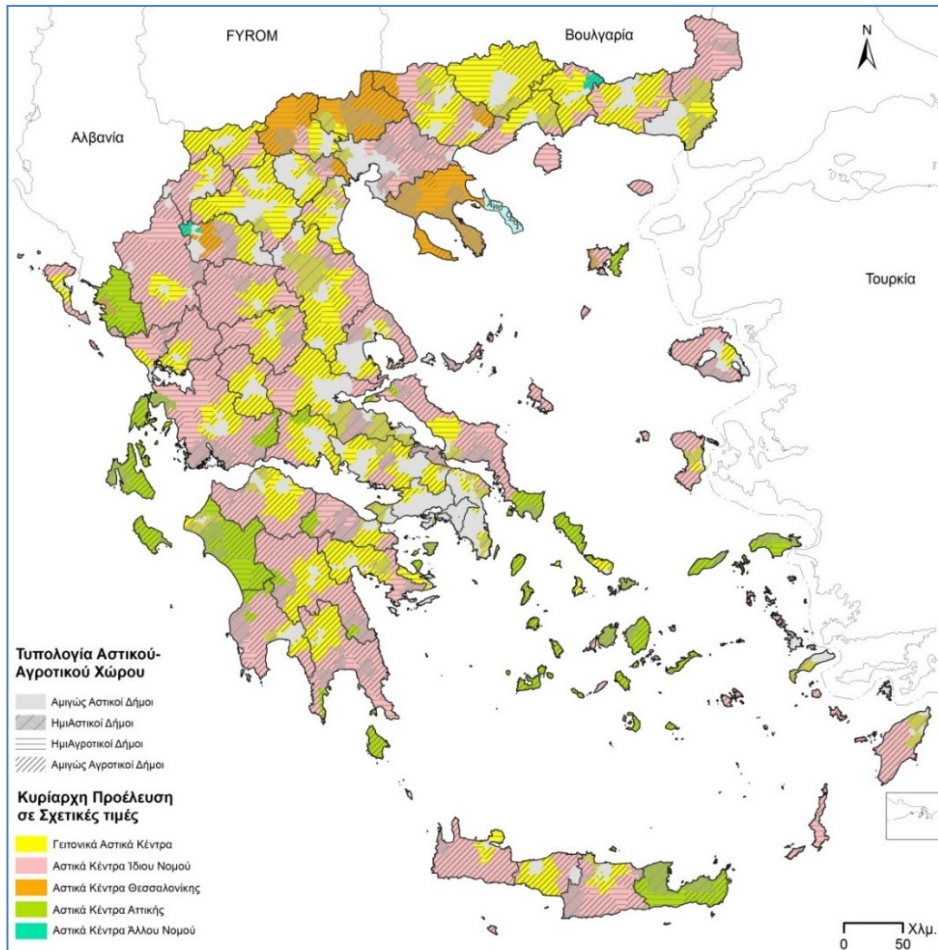 FYROM
Βουλγαρία
N
Αλβανία
Άγιο Όρος
Τουρκία
Τυπολογία Αστικού-
Αγροτικού Χώρου
Αμιγώς Αστικοί Δήμοι
ΗμιΑστικοί Δήμοι
ΗμιΑγροτικοί Δήμοι
Αμιγώς Αγροτικοί Δήμοι
Κυρίαρχη Προέλευση
σε Σχετικές τιμές
Γειτονικά Αστικά Κέντρα
Αστικά Κέντρα Ίδιου Νομού
Αστικά Κέντρα Θεσσαλονίκης
Αστικά Κέντρα Αττικής
Αστικά Κέντρα Άλλου Νομού
Χλμ.
0 50